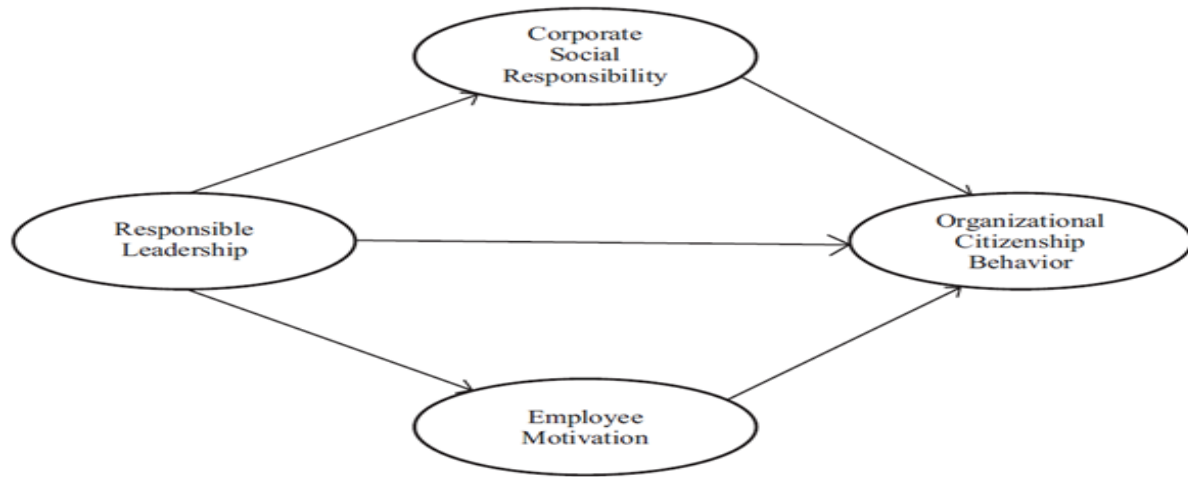 Corporate
Social
Responsibility
Responsible
Leadership
Organizational
Citizenship
Behavior
Employee
Motivation